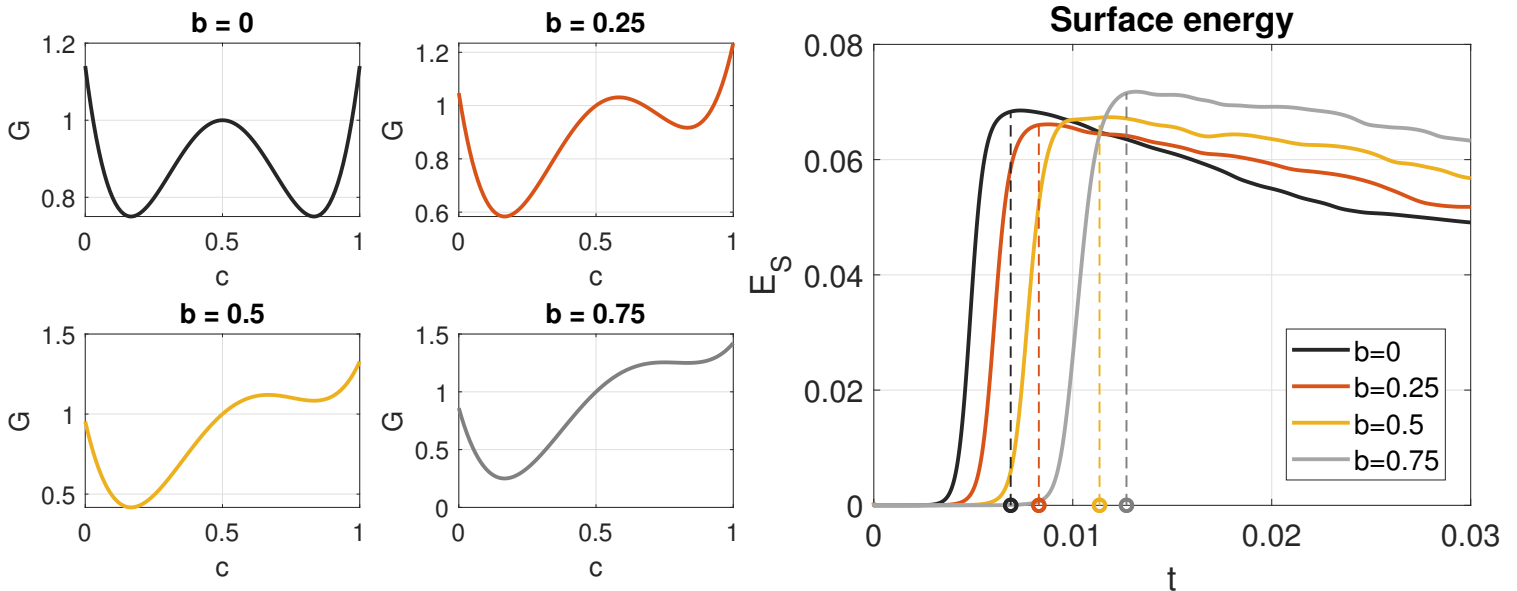 b = 0
1.2
1
0.8
G
0
0.5
1
c
b = 0.25
1.2
1
0.8
0.6
G
0
0.5
1
c
b = 0.5
1.5
1
0.5
G
0
0.5
1
c
b = 0.75
1.5
1
0.5
0
G
0
0.5
1
c
Surface energy
0.08
0.06
0.04
0.02
0
E_S
0
0.01
0.02
0.03
t
b=0
b=0.25
b=0.5
b=0.75